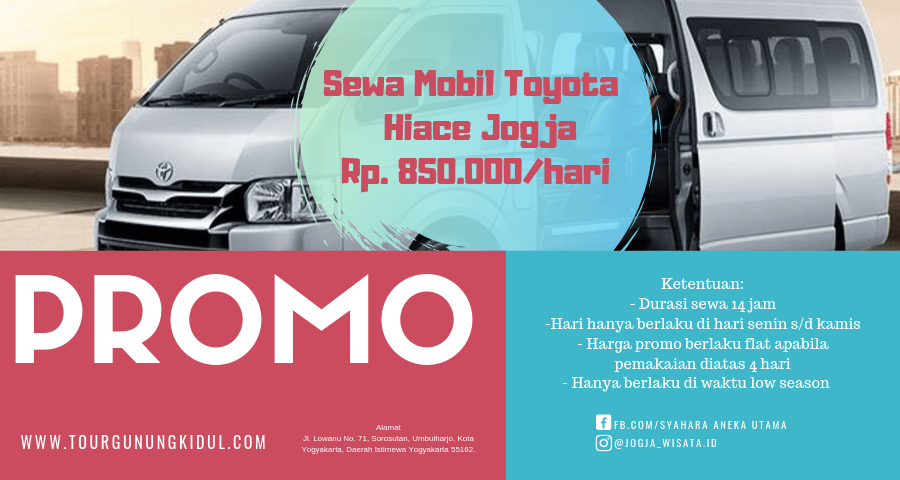 Sewa Mobil Toyota
Hiace Jogja
Rp. 850.000/hari
PROMO
WWW.TOURGUNUNGKIDUL.COM
Alamat
Jl. Lowanu No. 71, Sorosutan, Umbulharjo, Kota
Yogyakarta, Daerah Istimewa Yogyakarta 55162.
Ketentuan:
- Durasi sewa 14 jam
-Hari hanya berlaku di hari senin s/d kamis
- Harga promo berlaku flat apabila
pemakaian diatas 4 hari
- Hanya berlaku di waktu low season
FB.COM/SYAHARA ANEKA UTAMA
@JOGJA_WISATA.ID